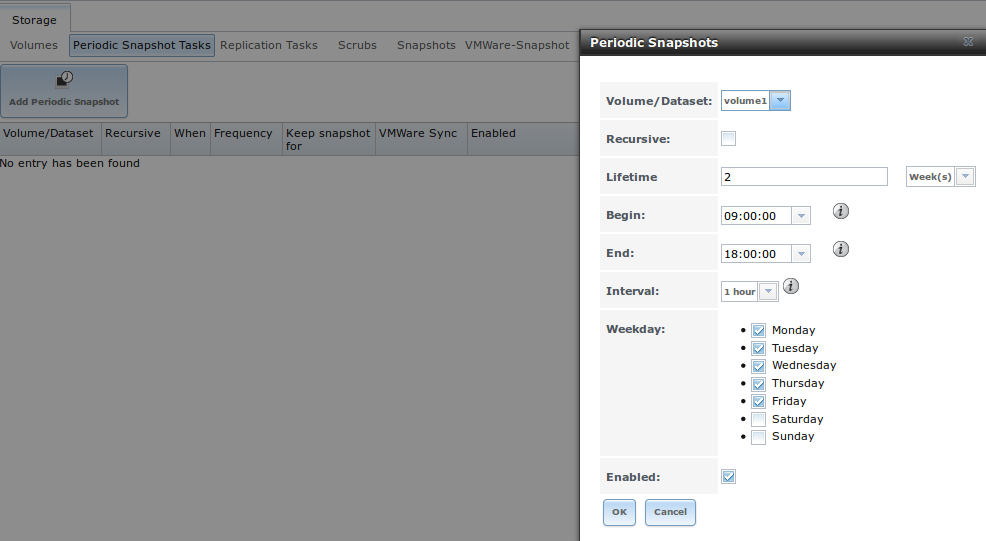 Storage
Volumes Periodic Snapshot Tasks Replication Tasks Scrubs Snapshots VMWare-Snapshot
Add Periodic Snapshot
Volume/Dataset Recursive When Frequency Keep snapshot for VMWare Sync Enabled
No entry has been found
Periodic Snapshots
Volume/Dataset: volume1
Recursive:
Lifetime 2 Week(s)
Begin: 09:00:00 i
End: 18:00:00 i
Interval: 1 hour i
Weekday:
Monday
Tuesday
Wednesday
Thursday
Friday
Saturday
Sunday
Enabled:
OK Cancel